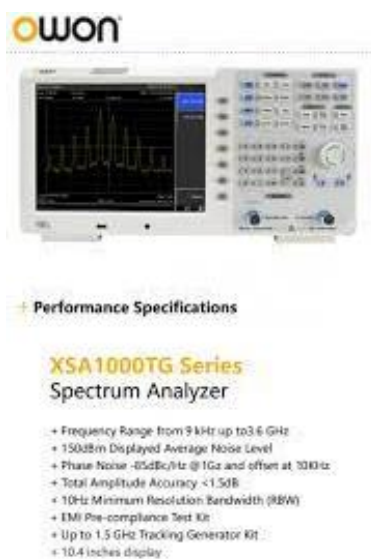 owon
Performance Specifications
XSA1000TG Series
Spectrum Analyzer
+ Frequency Range from 9 kHz up to3.6 GHz
+ 150dBm Displayed Average Noise Level
+ Phase Noise -85dBc/Hz @1Gz and offset at 10KHz
+ Total Amplitude Accuracy <1.5dB
+ 10Hz Minimum Resolution Bandwidth (RBW)
+ EMI Pre-compliance Test Kit
+ Up to 1.5 GHz Tracking Generator Kit
+ 10.4 inches display